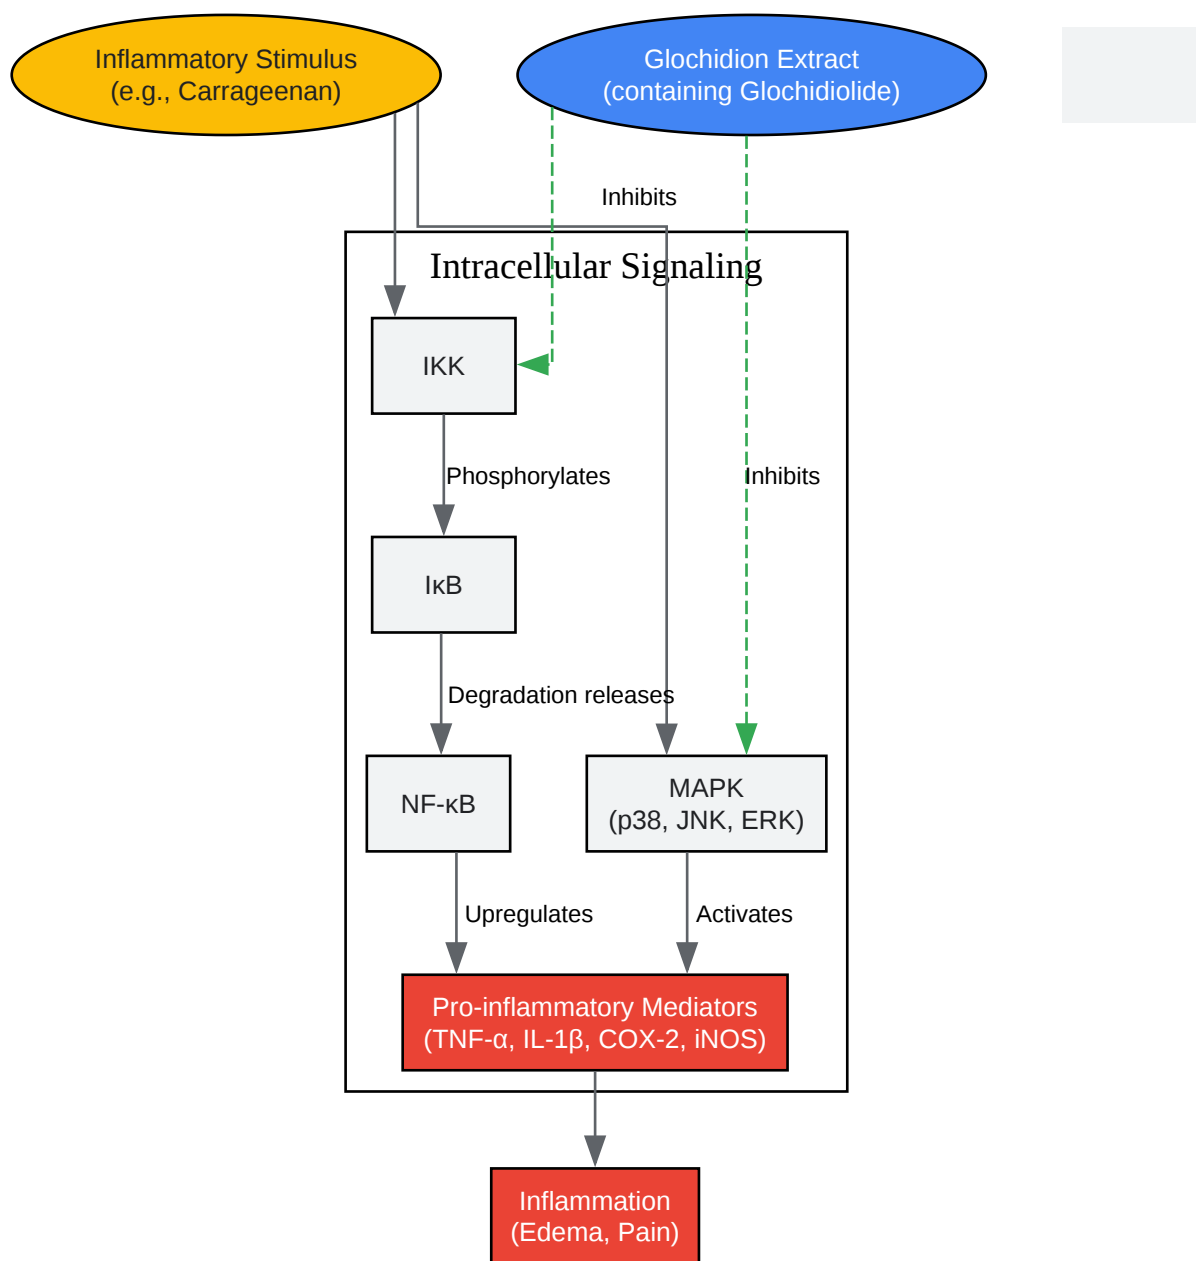 Inflammatory Stimulus
(e.g., Carrageenan)
Glochidion Extract
(containing Glochidiolide)
Inhibits
Intracellular Signaling
IKK
Phosphorylates
Inhibits
IκB
Degradation releases
NF-κB
MAPK
(p38, JNK, ERK)
Upregulates
Activates
Pro-inflammatory Mediators
(TNF-α, IL-1β, COX-2, iNOS)
Inflammation
(Edema, Pain)